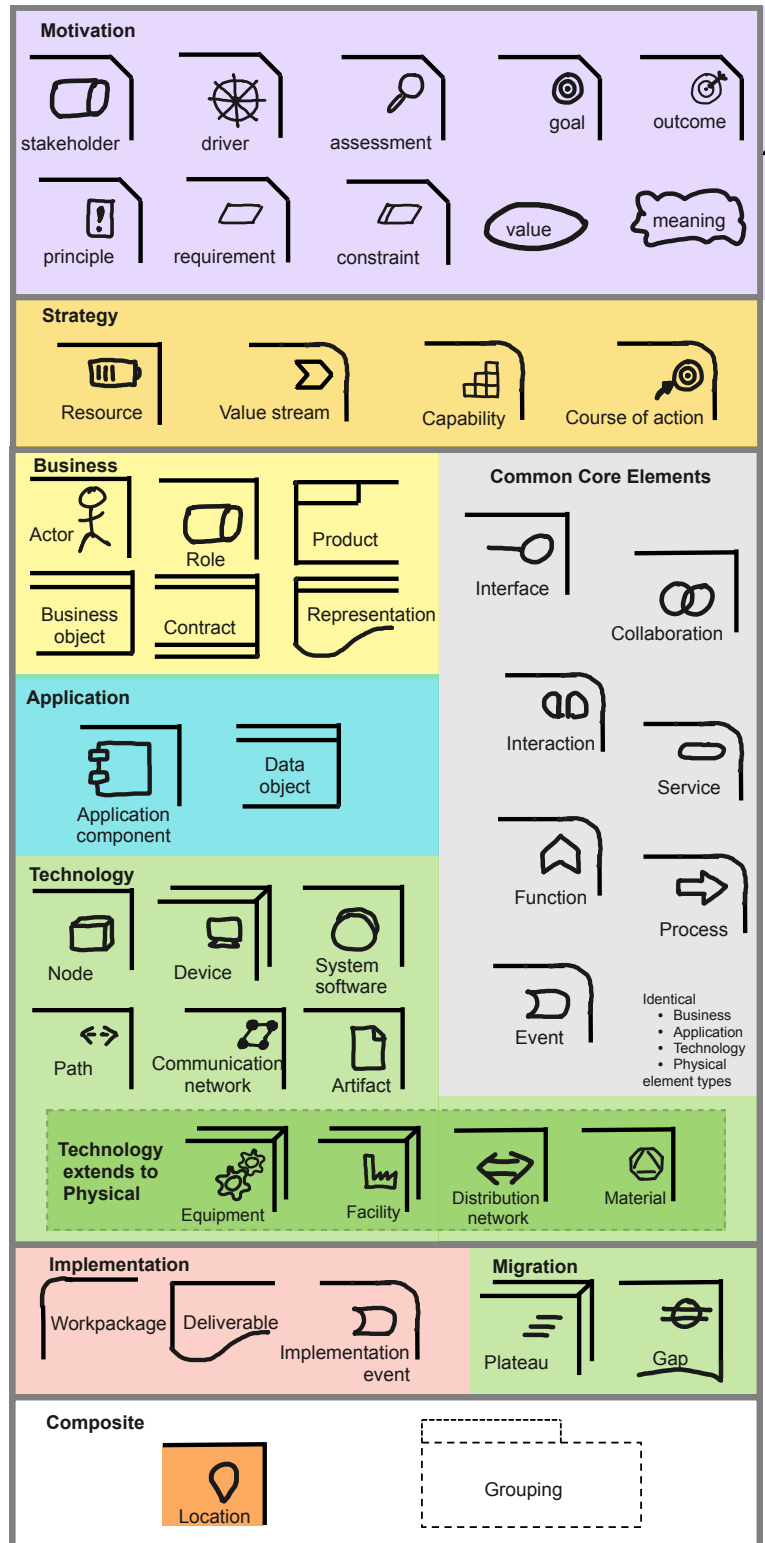 Motivation
stakeholder
driver
assessment
goal
outcome
principle
requirement
constraint
value
meaning
Strategy
Resource
Value stream
Capability
Course of action
Business
Actor
Role
Product
Business
object
Contract
Representation
Common Core Elements
Interface
Collaboration
Interaction
Service
Function
Process
Event
Identical
• Business
• Application
• Technology
• Physical
element types
Application
Application
component
Data
object
Technology
Node
Device
System
software
Path
Communication
network
Artifact
Technology
extends to
Physical
Equipment
Facility
Distribution
network
Material
Implementation
Workpackage
Deliverable
Implementation
event
Migration
Plateau
Gap
Composite
Location
Grouping